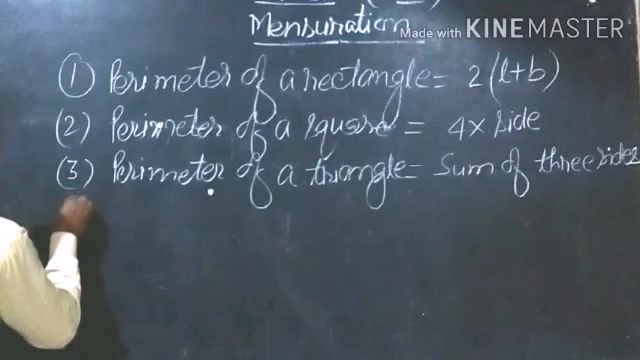 Mensuration
Made with KINEMASTER
(1) Perimeter of a rectangle = 2(l+b)
(2) Perimeter of a square = 4× side
(3) Perimeter of a triangle = Sum of three sides